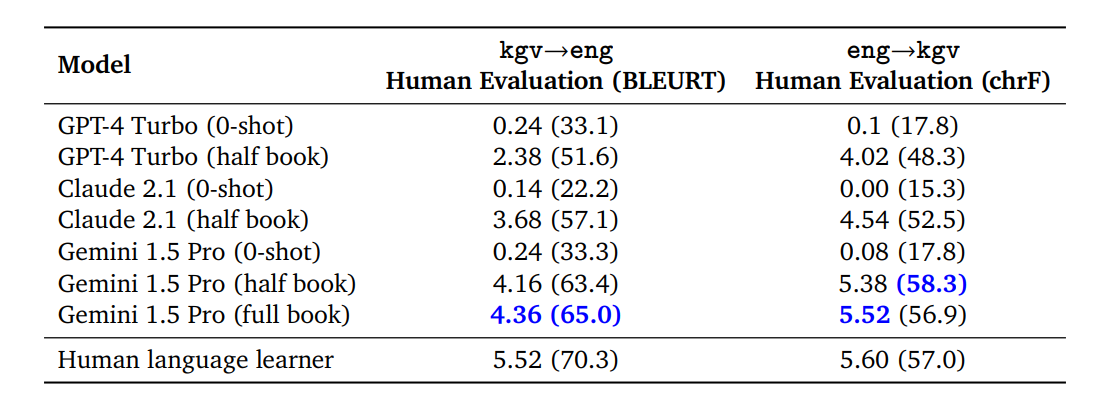 Model kgv→eng eng→kgv
Human Evaluation (BLEURT) Human Evaluation (chrF)
GPT-4 Turbo (0-shot) 0.24 (33.1) 0.1 (17.8)
GPT-4 Turbo (half book) 2.38 (51.6) 4.02 (48.3)
Claude 2.1 (0-shot) 0.14 (22.2) 0.00 (15.3)
Claude 2.1 (half book) 3.68 (57.1) 4.54 (52.5)
Gemini 1.5 Pro (0-shot) 0.24 (33.3) 0.08 (17.8)
Gemini 1.5 Pro (half book) 4.16 (63.4) 5.38 (58.3)
Gemini 1.5 Pro (full book) 4.36 (65.0) 5.52 (56.9)
Human language learner 5.52 (70.3) 5.60 (57.0)